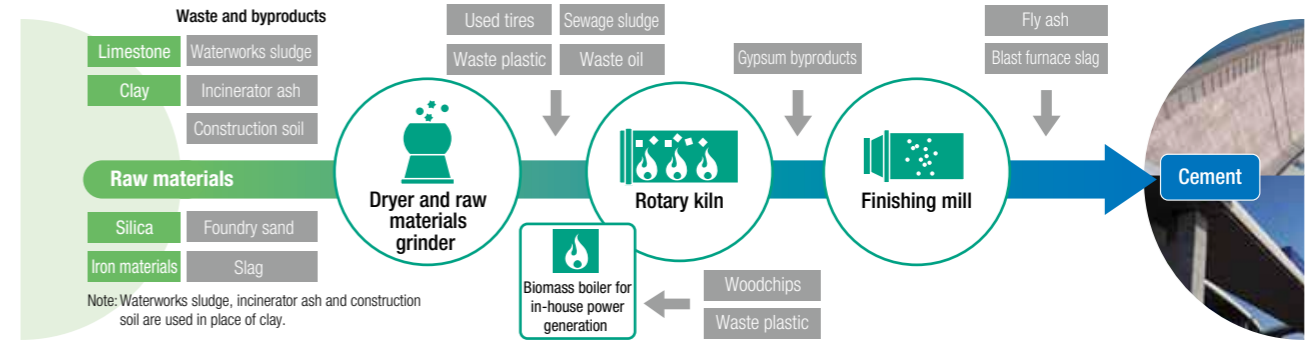 Waste and byproducts
Limestone
Waterworks sludge
Clay
Incinerator ash
Construction soil
Raw materials
Silica
Foundry sand
Iron materials
Slag
Note: Waterworks sludge, incinerator ash and construction
soil are used in place of clay.
Dryer and raw
materials
grinder
Used tires
Sewage sludge
Waste plastic
Waste oil
Rotary kiln
Biomass boiler for
in-house power
generation
Woodchips
Waste plastic
Gypsum byproducts
Finishing mill
Fly ash
Blast furnace slag
Cement